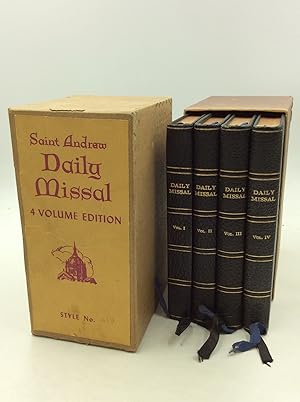 Saint Andrew
Daily
Missal
4 VOLUME EDITION
STYLE No.
DAILY
MISSAL
VOL. I
DAILY
MISSAL
VOL. II
DAILY
MISSAL
VOL. III
DAILY
MISSAL
VOL. IV